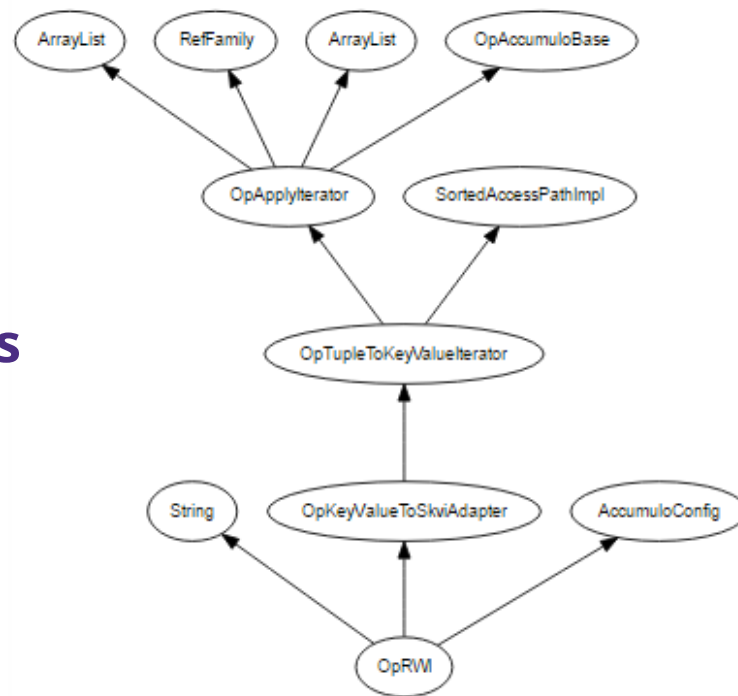 ArrayList RefFamily ArrayList OpAccumuloBase
OpApplyIterator SortedAccessPathImpl
s
OpTupleToKeyValueIterator
String OpKeyValueToSkviAdapter AccumuloConfig
OpRWI